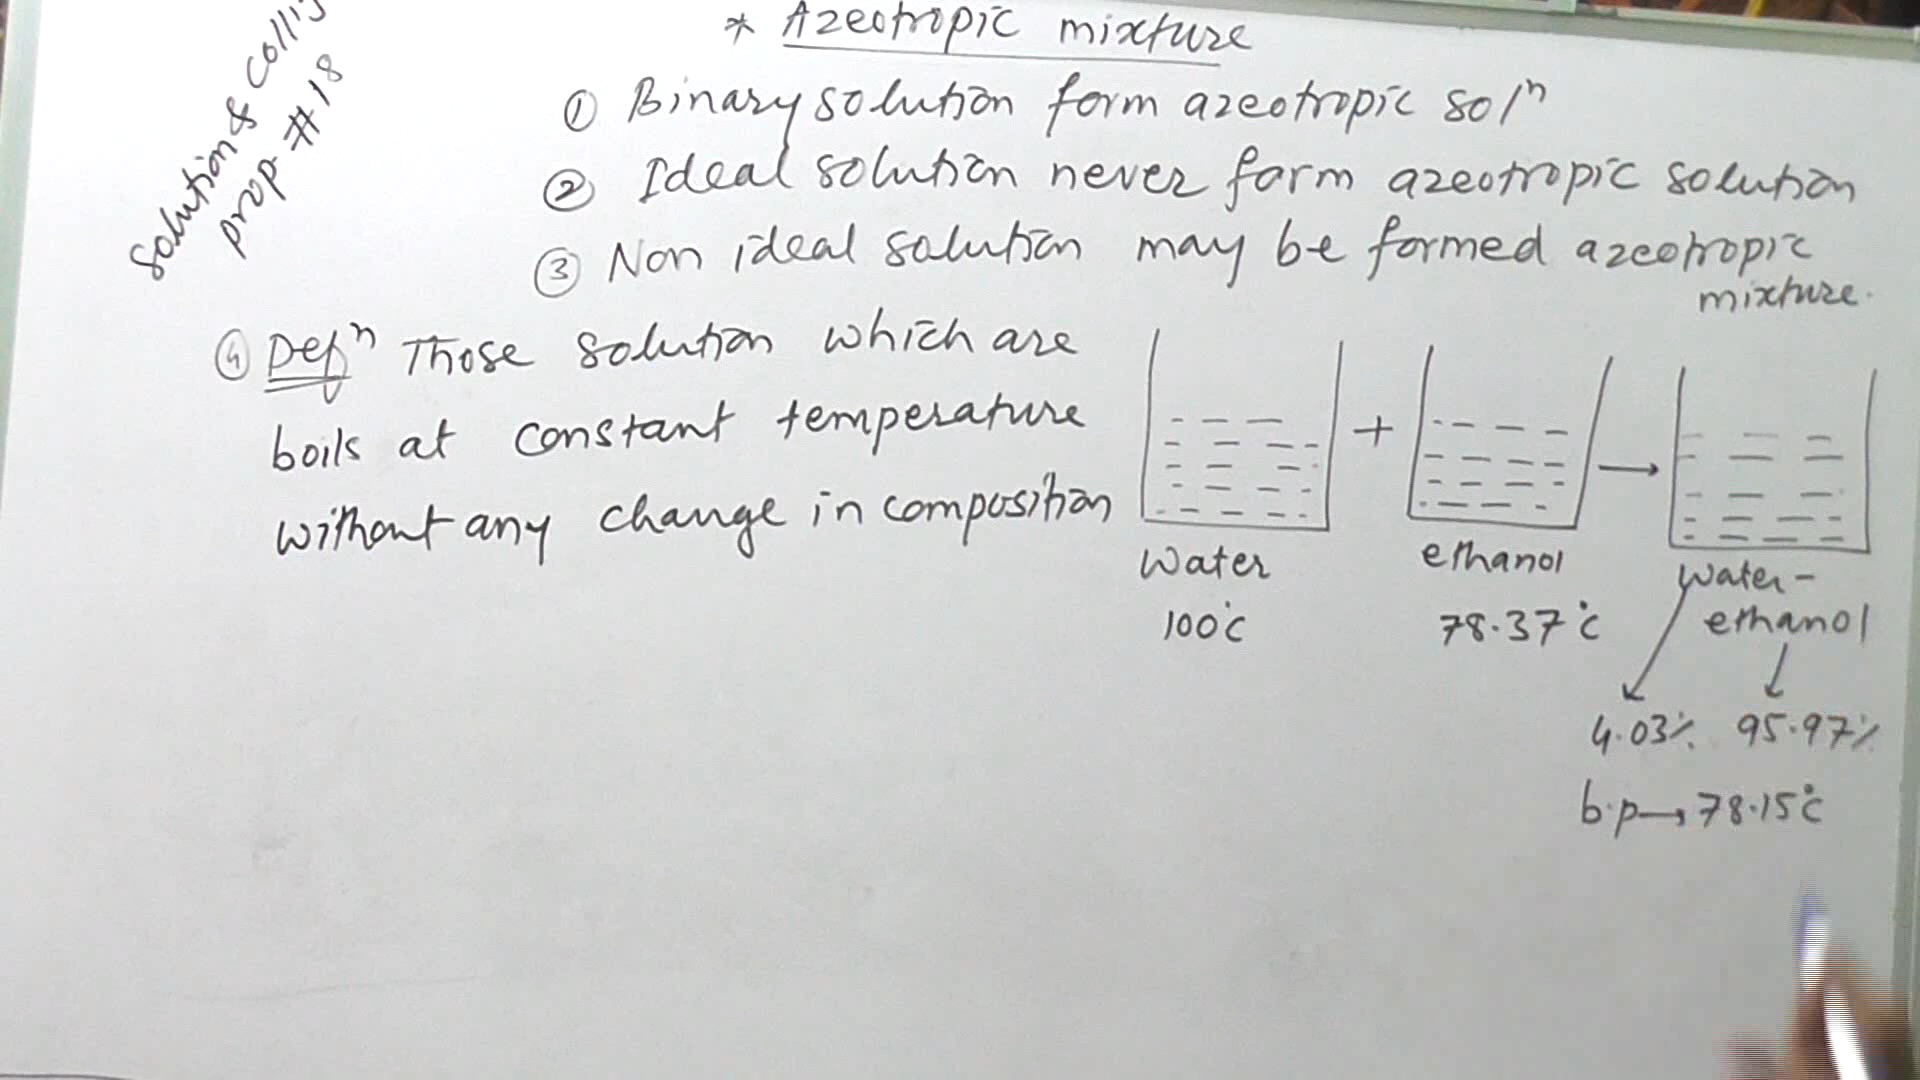 * Azeotropic mixture
Solution & Colli
prop. #18
① Binary solution form azeotropic solⁿ
② Ideal solution never form azeotropic solution
③ Non ideal solution may be formed azeotropic
mixture.
④ Defⁿ Those solution which are
boils at constant temperature
without any change in composition
+ →
Water ethanol Water-
ethanol
100°C 78.37°C
4.03% 95.97%
b.p → 78.15°C